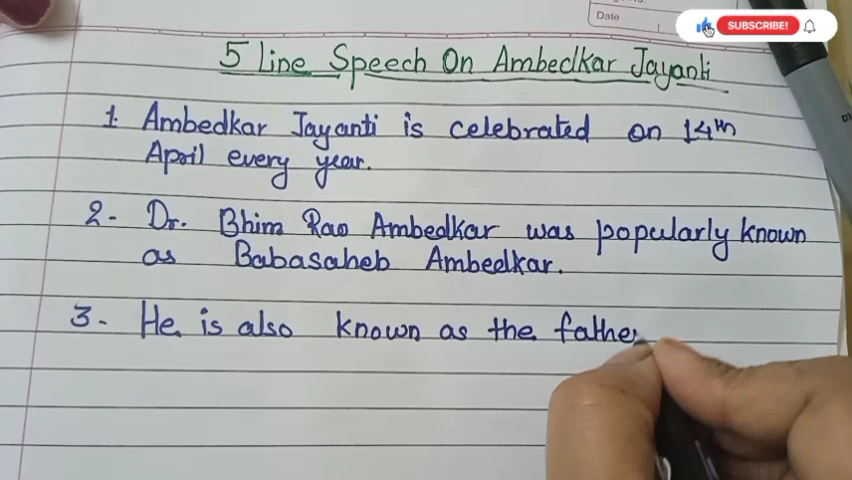 Date
SUBSCRIBE!
5 Line Speech On Ambedkar Jayanti
1. Ambedkar Jayanti is celebrated on 14th
April every year.
2- Dr. Bhim Rao Ambedkar was popularly known
as Babasaheb Ambedkar.
3- He is also known as the father